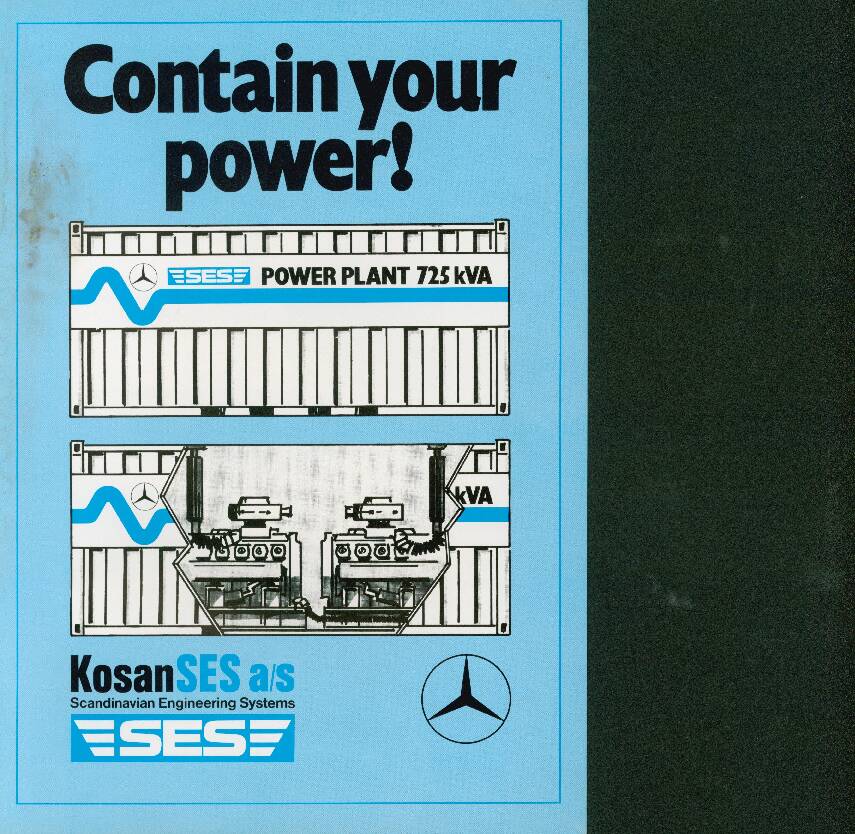 Contain your
power!
SES POWER PLANT 725 kVA
kVA
KosanSES a/s
Scandinavian Engineering Systems
SES